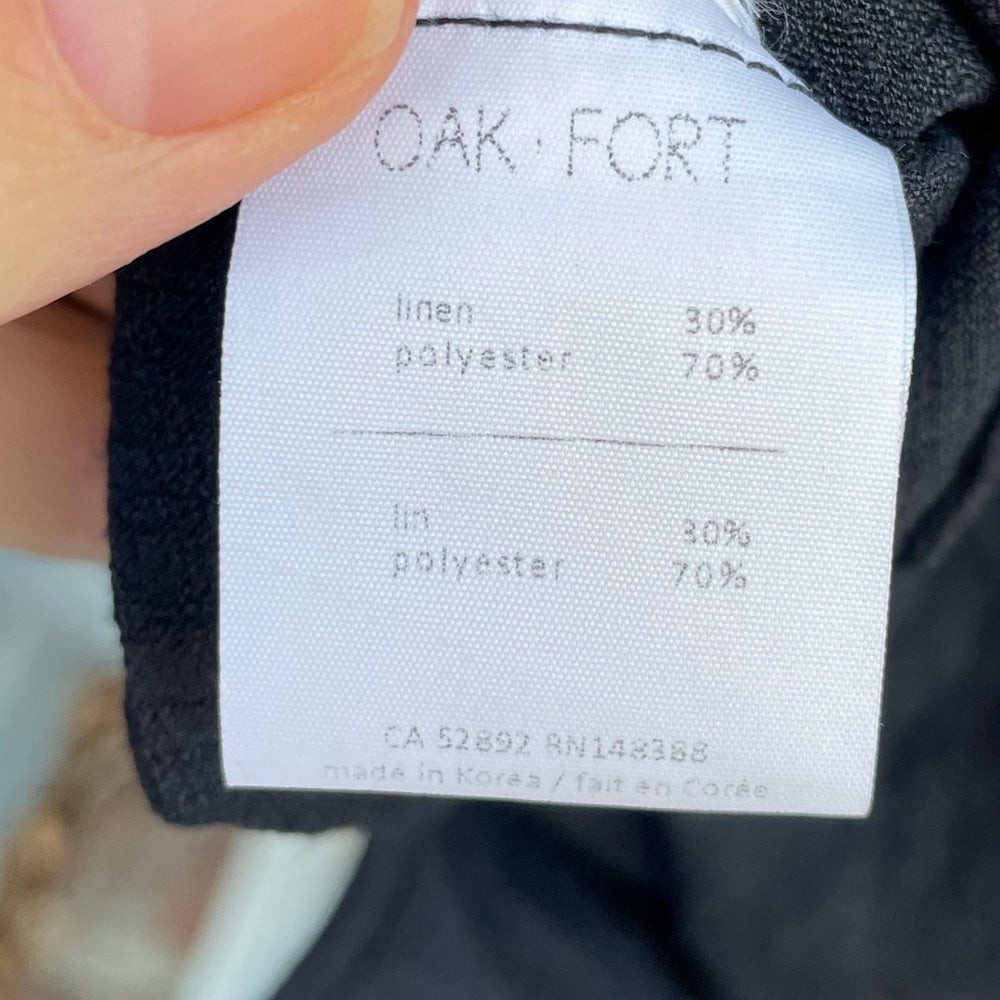 OAK · FORT
linen 30%
polyester 70%
lin 30%
polyester 70%
CA 52892 RN148388
made in Korea / fait en Corée